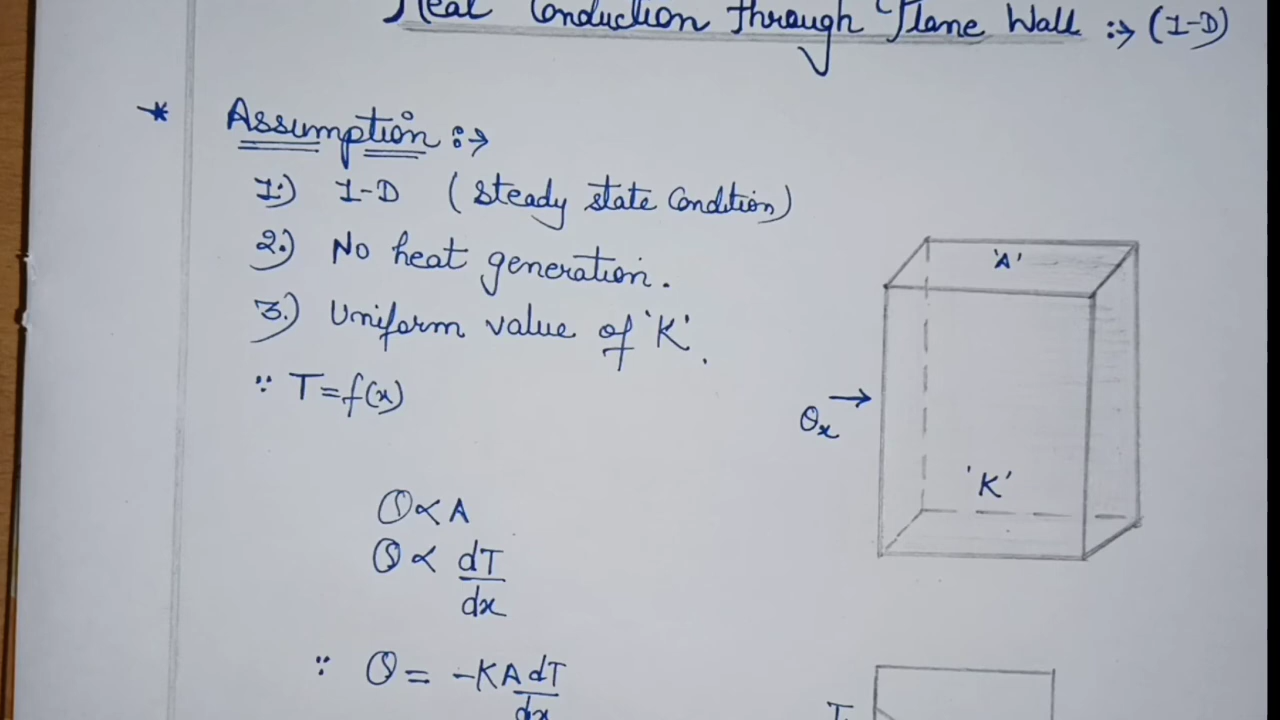 Heat Conduction through Plane Wall :→ (1-D)
* Assumption :→
1.) 1-D (steady state Condition)
2.) No heat generation.
3.) Uniform value of 'K'.
∵ T=f(x)
'A'
Qx →
'K'
Q ∝ A
Q ∝ dT/dx
∵ Q = -KA dT/dx